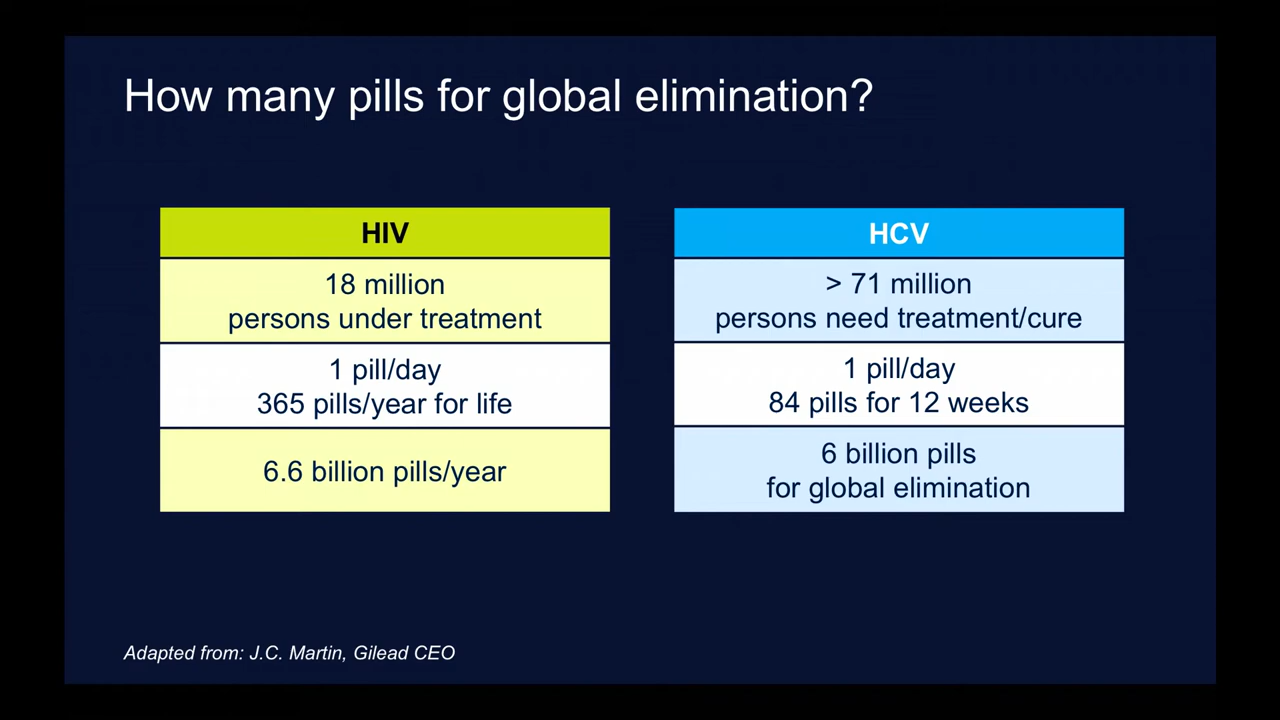 How many pills for global elimination?
HIV
18 million
persons under treatment
1 pill/day
365 pills/year for life
6.6 billion pills/year
HCV
> 71 million
persons need treatment/cure
1 pill/day
84 pills for 12 weeks
6 billion pills
for global elimination
Adapted from: J.C. Martin, Gilead CEO